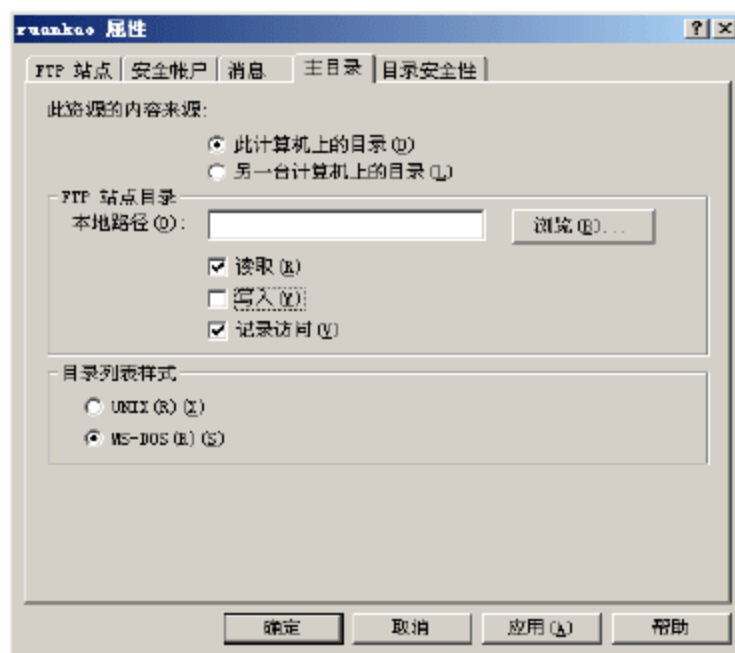 ruankao 属性
FTP 站点 安全帐户 消息 主目录 目录安全性
此资源的内容来源:
此计算机上的目录(D)
另一台计算机上的目录(L)
FTP 站点目录
本地路径(O): 浏览(B)...
读取(R)
写入(Y)
记录访问(V)
目录列表样式
UNIX(R)(X)
MS-DOS(R)(S)
确定 取消 应用(A) 帮助